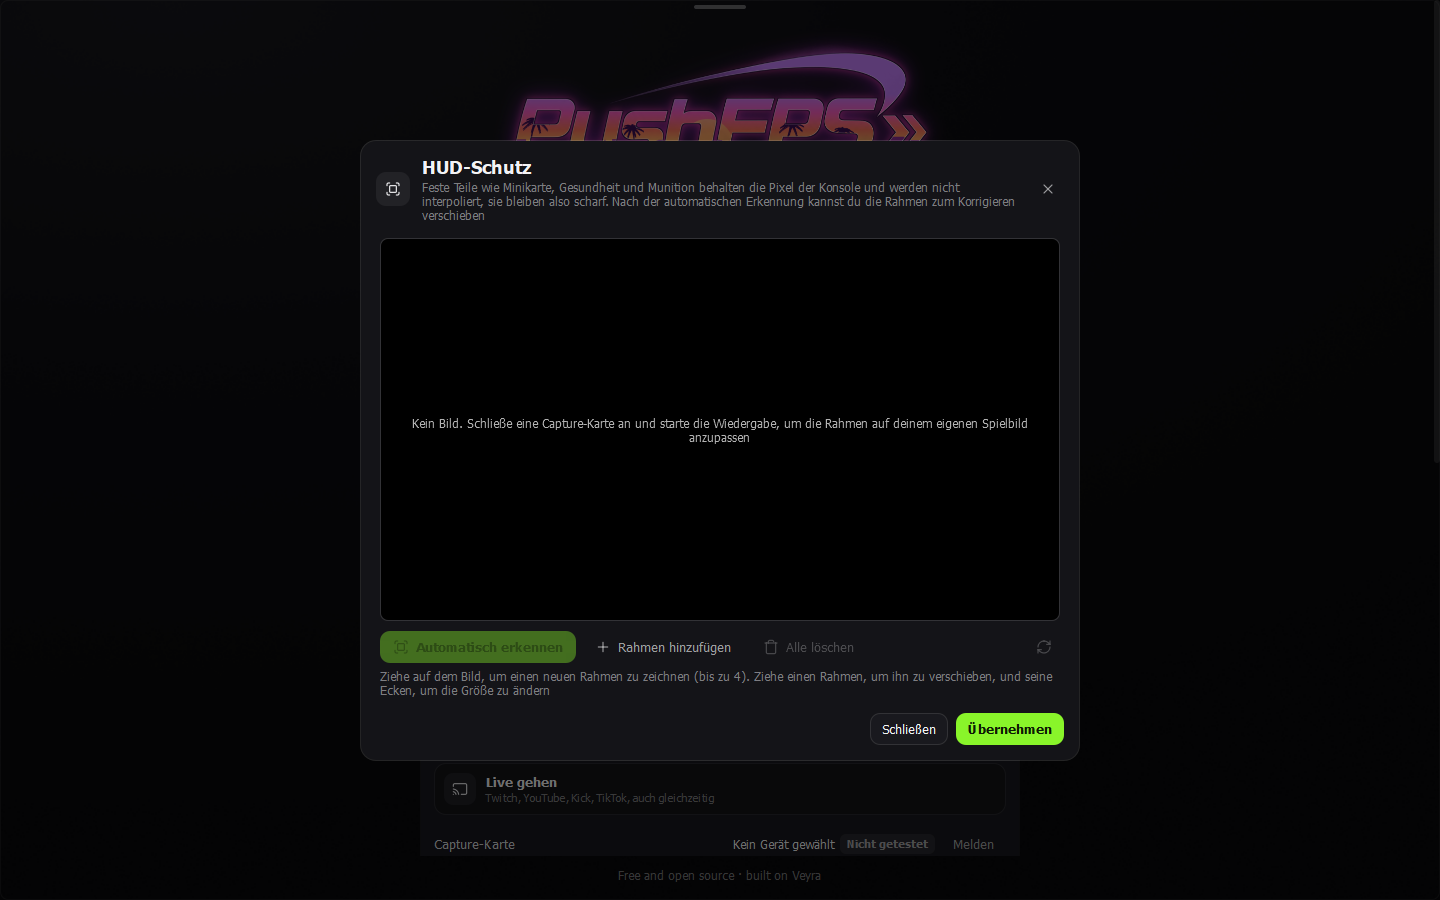 PushFPS
HUD-Schutz
Feste Teile wie Minikarte, Gesundheit und Munition behalten die Pixel der Konsole und werden nicht
interpoliert, sie bleiben also scharf. Nach der automatischen Erkennung kannst du die Rahmen zum Korrigieren
verschieben
Kein Bild. Schließe eine Capture-Karte an und starte die Wiedergabe, um die Rahmen auf deinem eigenen Spielbild
anzupassen
Automatisch erkennen
Rahmen hinzufügen
Alle löschen
Ziehe auf dem Bild, um einen neuen Rahmen zu zeichnen (bis zu 4). Ziehe einen Rahmen, um ihn zu verschieben, und seine
Ecken, um die Größe zu ändern
Schließen
Übernehmen
Live gehen
Twitch, YouTube, Kick, TikTok, auch gleichzeitig
Capture-Karte
Kein Gerät gewählt
Nicht getestet
Melden
Free and open source · built on Veyra